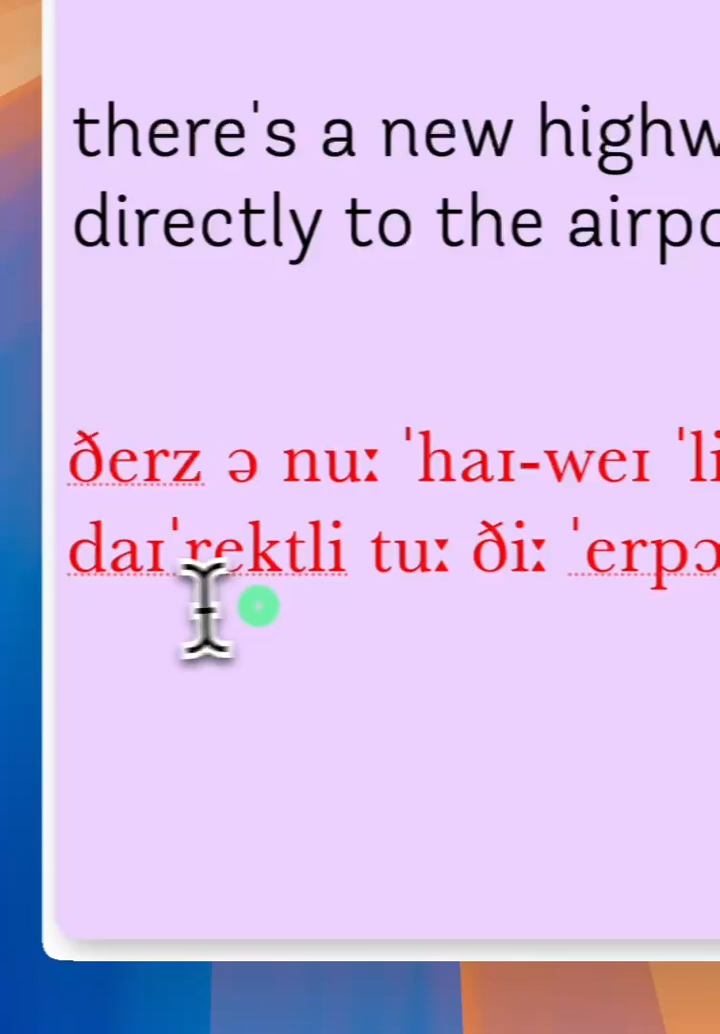 there's a new highw
directly to the airpo
ðerz ə nuː ˈhaɪ-weɪ ˈli
daɪˈrektli tuː ðiː ˈerpɔ